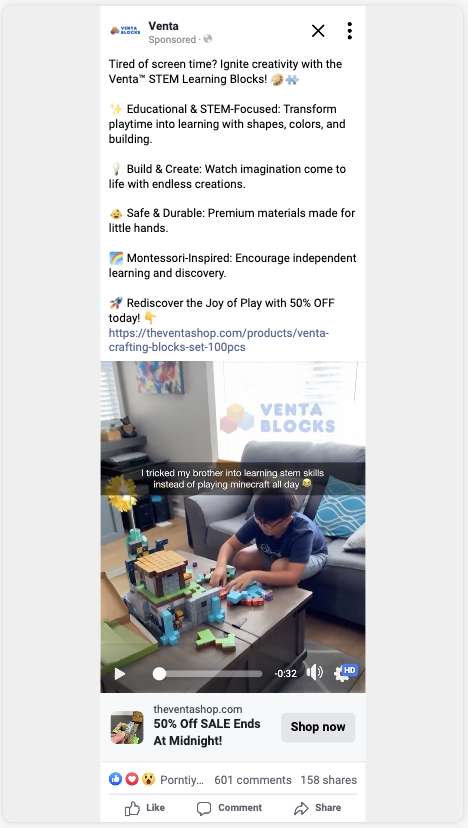 VENTA
BLOCKS
Venta
Sponsored ·
Tired of screen time? Ignite creativity with the
Venta™ STEM Learning Blocks! 🪐🧩
✨ Educational & STEM-Focused: Transform
playtime into learning with shapes, colors, and
building.
💡 Build & Create: Watch imagination come to
life with endless creations.
👶 Safe & Durable: Premium materials made for
little hands.
🌈 Montessori-Inspired: Encourage independent
learning and discovery.
🚀 Rediscover the Joy of Play with 50% OFF
today! 👇
https://theventashop.com/products/venta-
crafting-blocks-set-100pcs
VENTA
BLOCKS
I tricked my brother into learning stem skills
instead of playing minecraft all day 😂
-0:32
HD
theventashop.com
50% Off SALE Ends
At Midnight!
Shop now
Porntiy... 601 comments 158 shares
Like Comment Share